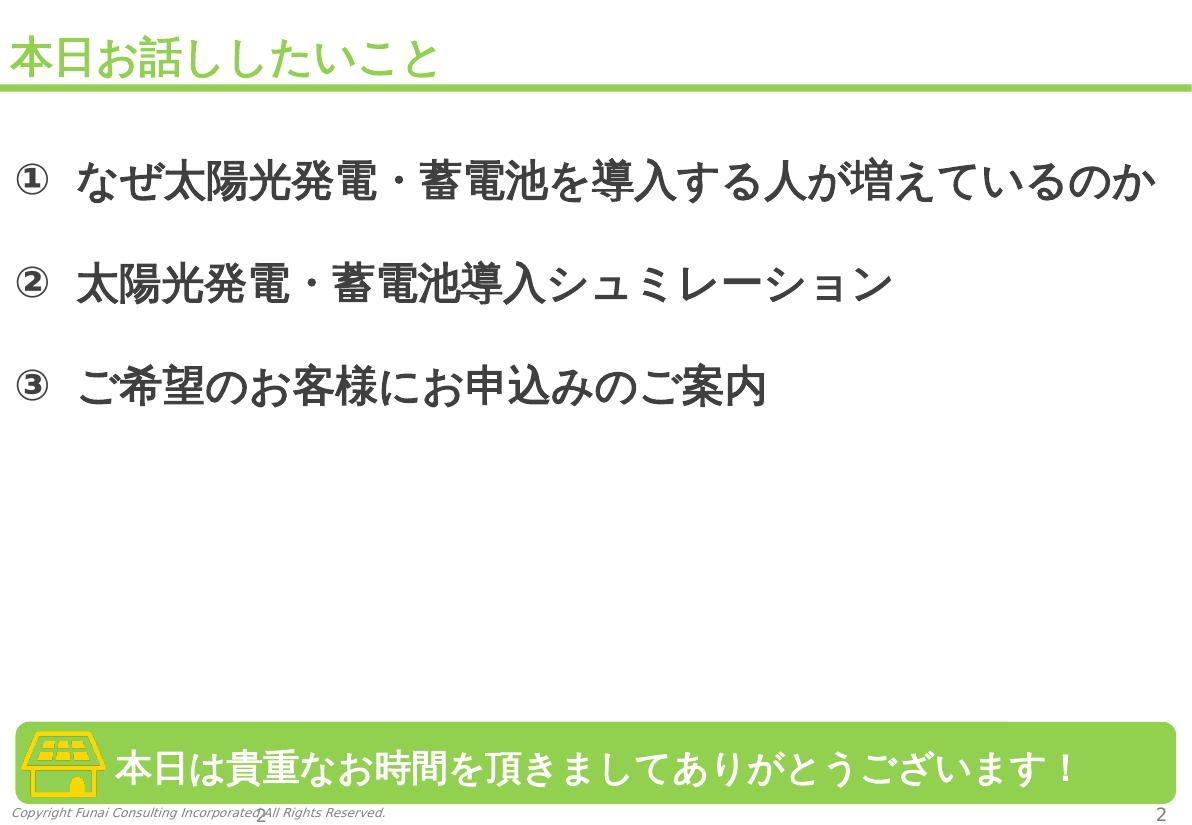 本日お話ししたいこと
① なぜ太陽光発電・蓄電池を導入する人が増えているのか
② 太陽光発電・蓄電池導入シュミレーション
③ ご希望のお客様にお申込みのご案内
本日は貴重なお時間を頂きましてありがとうございます！
Copyright Funai Consulting Incorporated All Rights Reserved.
2
2